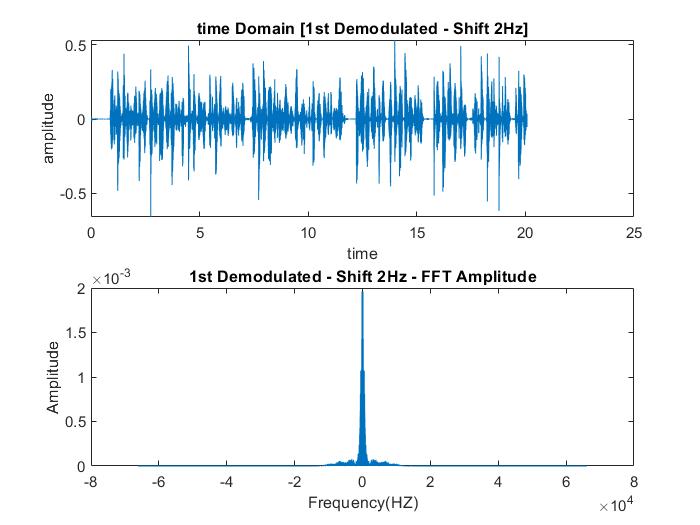 time Domain [1st Demodulated - Shift 2Hz]
0.5
0
-0.5
amplitude
0 5 10 15 20 25
time
×10-3
1st Demodulated - Shift 2Hz - FFT Amplitude
2
1.5
1
0.5
0
Amplitude
-8 -6 -4 -2 0 2 4 6 8
Frequency(HZ)
×104